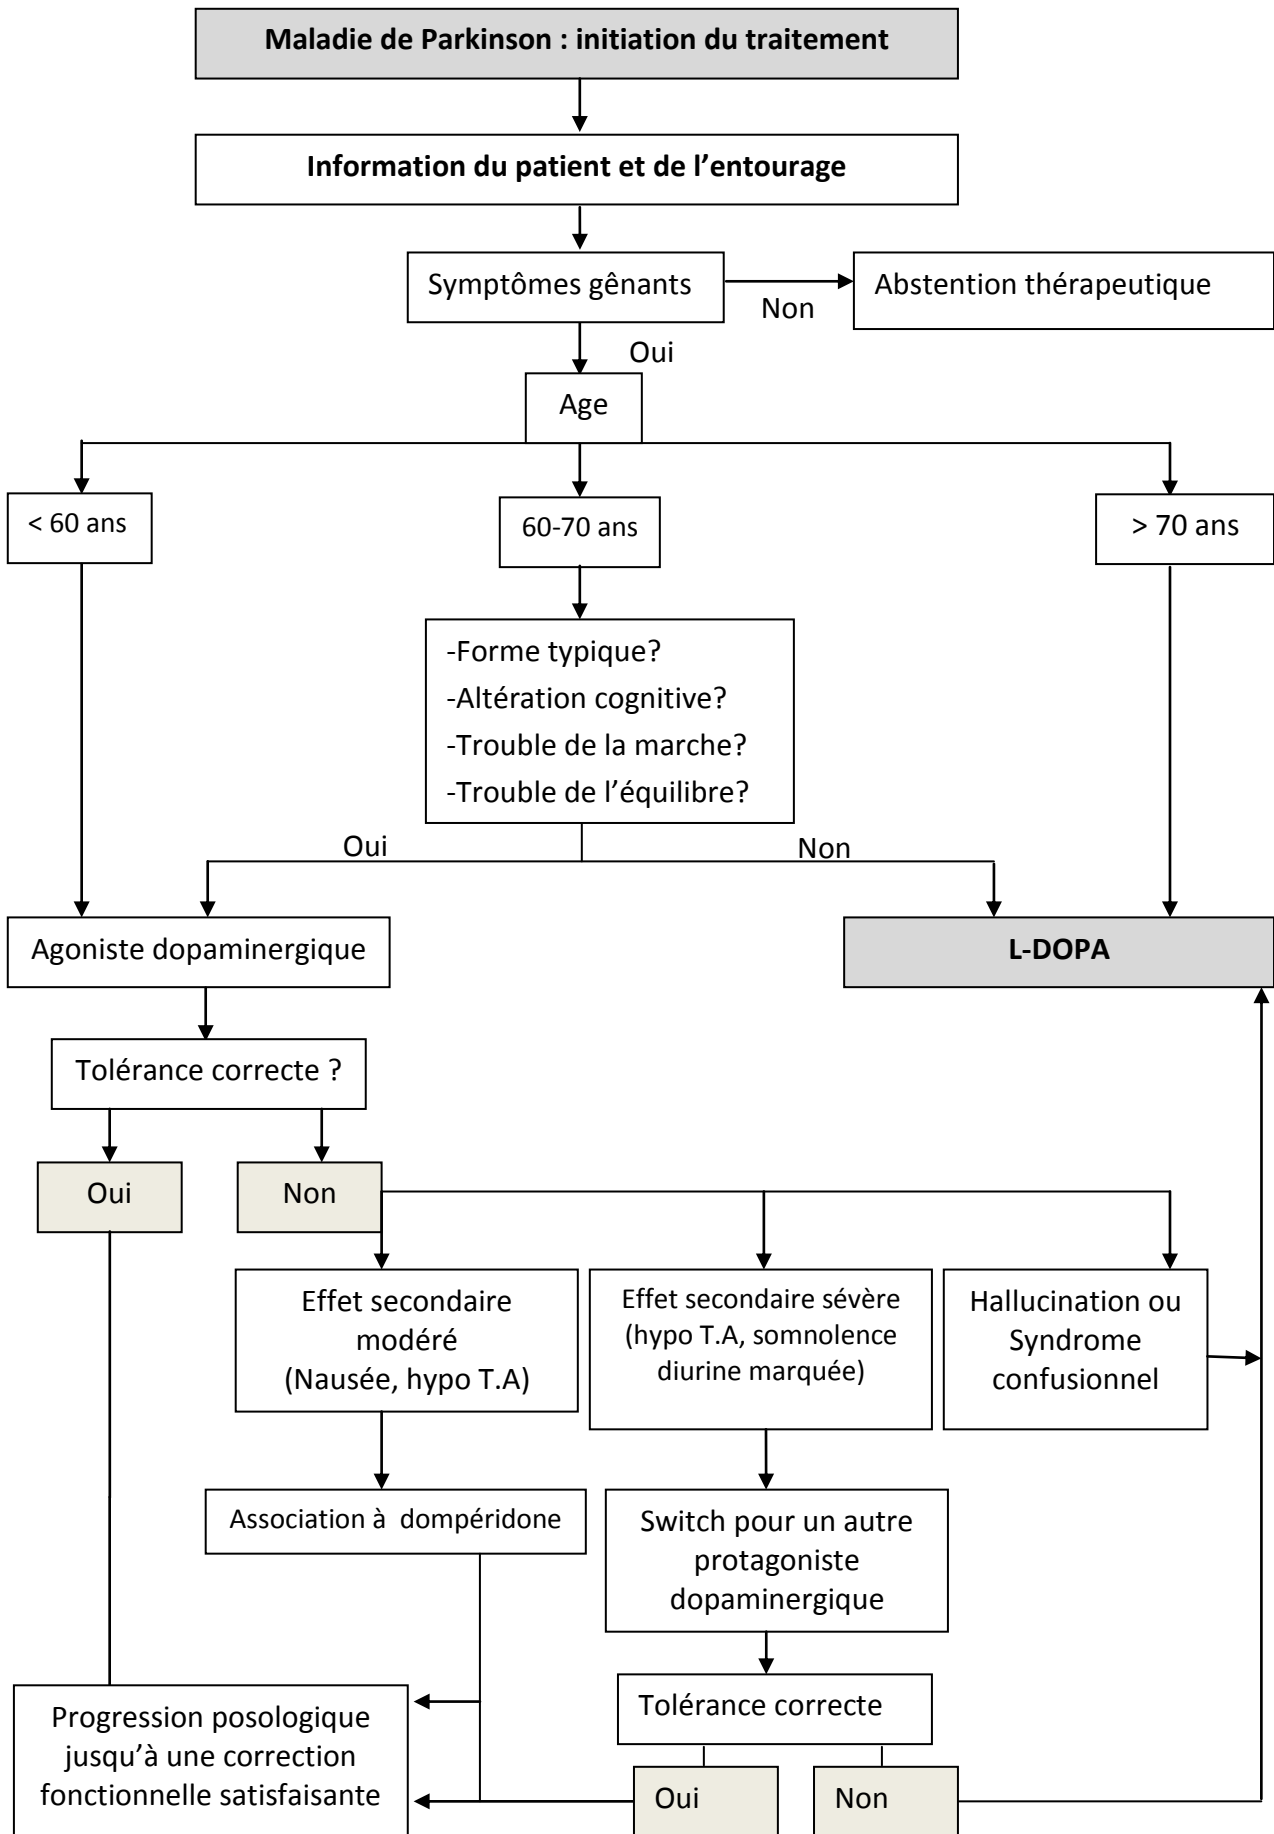 Maladie de Parkinson : initiation du traitement
Information du patient et de l’entourage
Symptômes gênants
Non
Abstention thérapeutique
Oui
Age
< 60 ans
60-70 ans
> 70 ans
-Forme typique?
-Altération cognitive?
-Trouble de la marche?
-Trouble de l’équilibre?
Oui
Non
Agoniste dopaminergique
L-DOPA
Tolérance correcte ?
Oui
Non
Effet secondaire
modéré
(Nausée, hypo T.A)
Effet secondaire sévère
(hypo T.A, somnolence
diurine marquée)
Hallucination ou
Syndrome
confusionnel
Association à dompéridone
Switch pour un autre
protagoniste
dopaminergique
Tolérance correcte
Progression posologique
jusqu’à une correction
fonctionnelle satisfaisante
Oui
Non